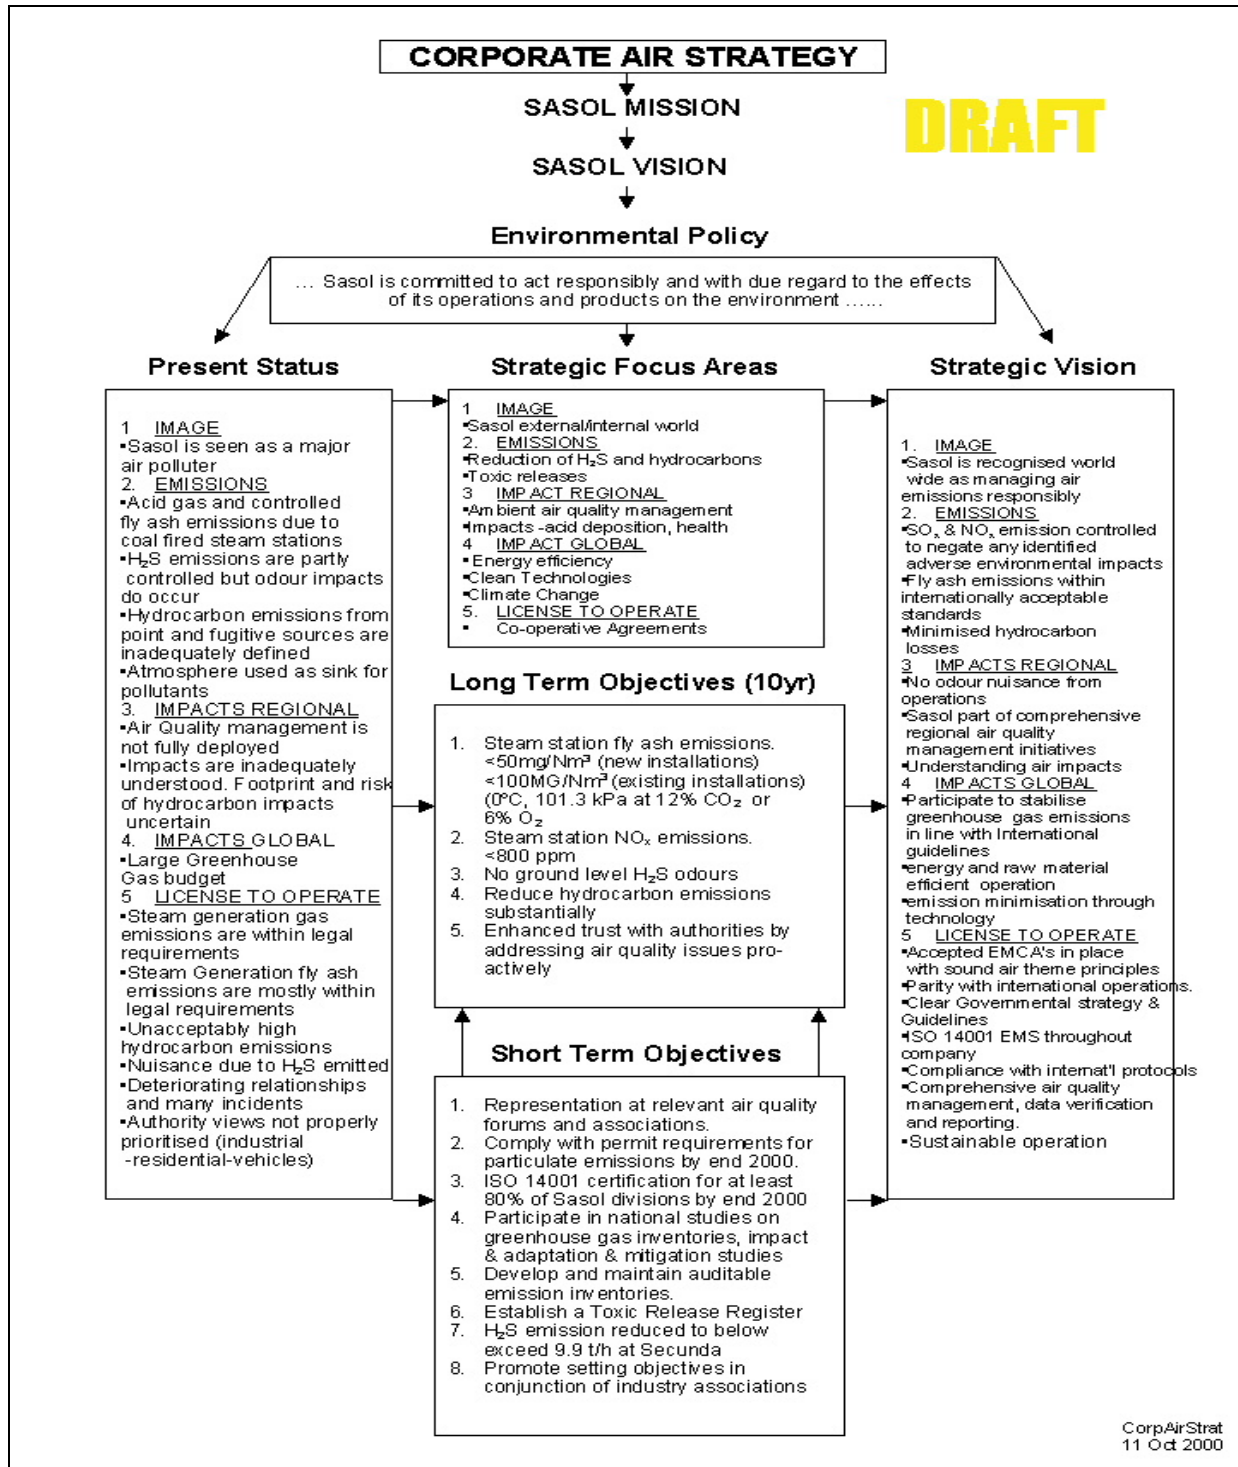 CORPORATE AIR STRATEGY
SASOL MISSION
DRAFT
SASOL VISION
Environmental Policy
... Sasol is committed to act responsibly and with due regard to the effects
of its operations and products on the environment ......
Present Status
1 IMAGE
▪Sasol is seen as a major
air polluter
2. EMISSIONS
▪Acid gas and controlled
fly ash emissions due to
coal fired steam stations
▪H₂S emissions are partly
controlled but odour impacts
do occur
▪Hydrocarbon emissions from
point and fugitive sources are
inadequately defined
▪Atmosphere used as sink for
pollutants
3. IMPACTS REGIONAL
▪Air Quality management is
not fully deployed
▪Impacts are inadequately
understood. Footprint and risk
of hydrocarbon impacts
uncertain
4. IMPACTS GLOBAL
▪Large Greenhouse
Gas budget
5 LICENSE TO OPERATE
▪Steam generation gas
emissions are within legal
requirements
▪Steam Generation fly ash
emissions are mostly within
legal requirements
▪Unacceptably high
hydrocarbon emissions
▪Nuisance due to H₂S emitted
▪Deteriorating relationships
and many incidents
▪Authority views not properly
prioritised (industrial
-residential-vehicles)
Strategic Focus Areas
1 IMAGE
▪Sasol external/internal world
2. EMISSIONS
▪Reduction of H₂S and hydrocarbons
▪Toxic releases
3 IMPACT REGIONAL
▪Ambient air quality management
▪Impacts -acid deposition, health
4 IMPACT GLOBAL
▪Energy efficiency
▪Clean Technologies
▪Climate Change
5. LICENSE TO OPERATE
▪ Co-operative Agreements
Long Term Objectives (10yr)
1. Steam station fly ash emissions.
<50mg/Nm³ (new installations)
<100MG/Nm³ (existing installations)
(0ºC, 101.3 kPa at 12% CO₂ or
6% O₂
2. Steam station NOₓ emissions.
<800 ppm
3. No ground level H₂S odours
4. Reduce hydrocarbon emissions
substantially
5. Enhanced trust with authorities by
addressing air quality issues pro-
actively
Short Term Objectives
1. Representation at relevant air quality
forums and associations.
2. Comply with permit requirements for
particulate emissions by end 2000.
3. ISO 14001 certification for at least
80% of Sasol divisions by end 2000
4. Participate in national studies on
greenhouse gas inventories, impact
& adaptation & mitigation studies
5. Develop and maintain auditable
emission inventories.
6. Establish a Toxic Release Register
7. H₂S emission reduced to below
exceed 9.9 t/h at Secunda
8. Promote setting objectives in
conjunction of industry associations
Strategic Vision
1. IMAGE
▪Sasol is recognised world
wide as managing air
emissions responsibly
2. EMISSIONS
▪SOₓ & NOₓ emission controlled
to negate any identified
adverse environmental impacts
▪Fly ash emissions within
internationally acceptable
standards
▪Minimised hydrocarbon
losses
3 IMPACTS REGIONAL
▪No odour nuisance from
operations
▪Sasol part of comprehensive
regional air quality
management initiatives
▪Understanding air impacts
4 IMPACTS GLOBAL
▪Participate to stabilise
greenhouse gas emissions
in line with International
guidelines
▪energy and raw material
efficient operation
▪emission minimisation through
technology
5 LICENSE TO OPERATE
▪Accepted EMCA's in place
with sound air theme principles
▪Parity with international operations.
▪Clear Governmental strategy &
Guidelines
▪ISO 14001 EMS throughout
company
▪Compliance with internat'l protocols
▪Comprehensive air quality
management, data verification
and reporting.
▪Sustainable operation
CorpAirStrat
11 Oct 2000